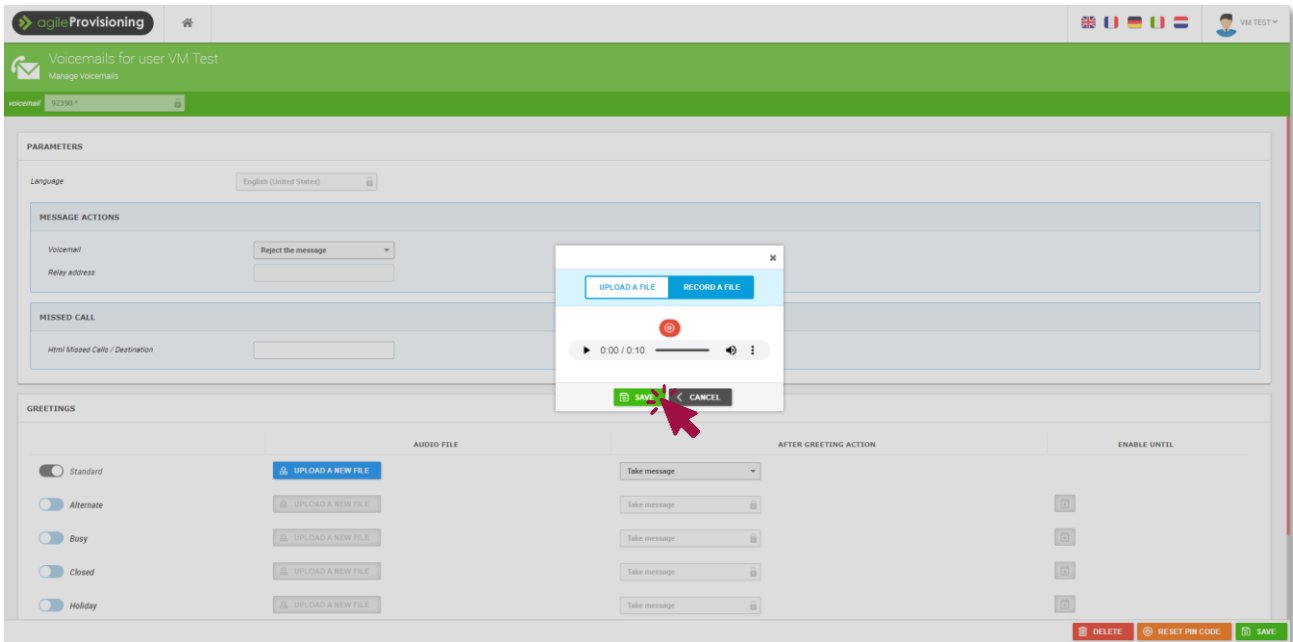 agileProvisioning
VM TEST
Voicemails for user VM Test
Manage Voicemails
voicemail 92390 *
PARAMETERS
Language English (United States)
MESSAGE ACTIONS
Voicemail Reject the message
Relay address
MISSED CALL
Html Missed Calls / Destination
UPLOAD A FILE RECORD A FILE
0:00 / 0:10
SAVE CANCEL
GREETINGS
AUDIO FILE AFTER GREETING ACTION ENABLE UNTIL
Standard UPLOAD A NEW FILE Take message
Alternate UPLOAD A NEW FILE Take message
Busy UPLOAD A NEW FILE Take message
Closed UPLOAD A NEW FILE Take message
Holiday UPLOAD A NEW FILE Take message
DELETE RESET PIN CODE SAVE